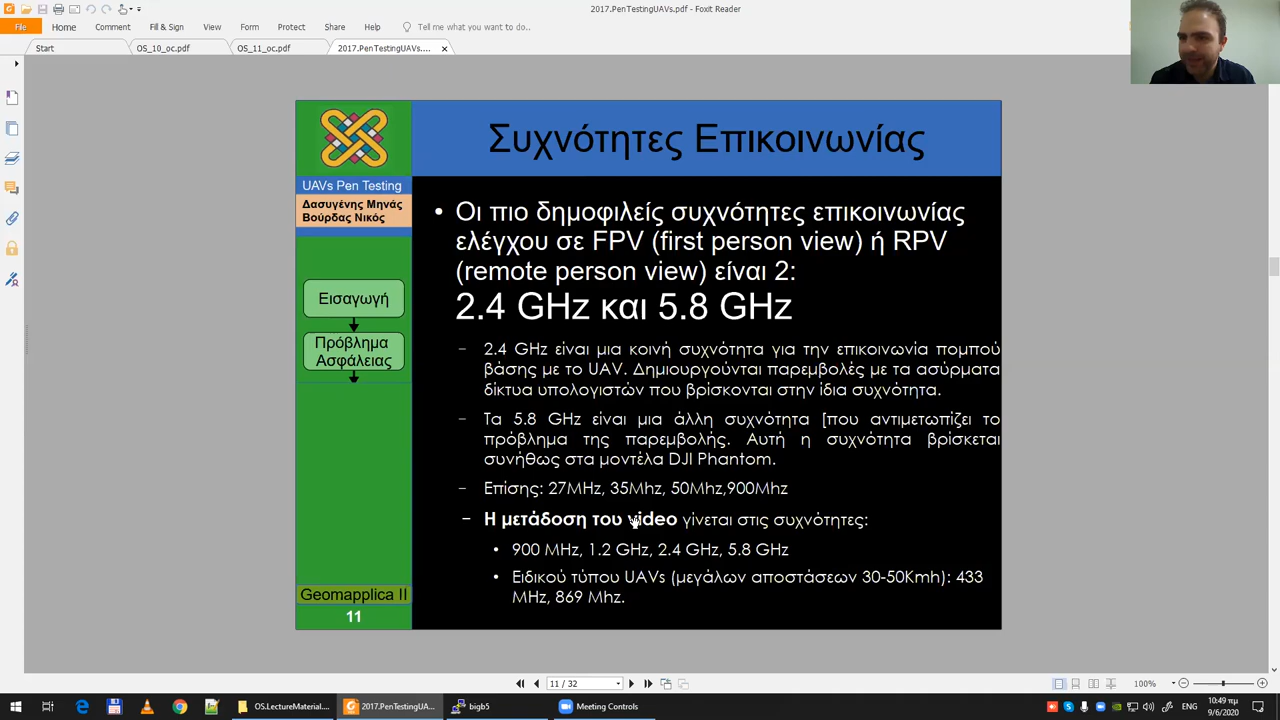 2017.PenTestingUAVs.pdf - Foxit Reader
File Home Comment Fill & Sign View Form Protect Share Help Tell me what you want to do..
Start OS_10_oc.pdf OS_11_oc.pdf 2017.PenTestingUAVs....
Συχνότητες Επικοινωνίας
UAVs Pen Testing
Δασυγένης Μηνάς
Βούρδας Νικός
Εισαγωγή
Πρόβλημα
Ασφάλειας
Geomapplica II
11
• Οι πιο δημοφιλείς συχνότητες επικοινωνίας
ελέγχου σε FPV (first person view) ή RPV
(remote person view) είναι 2:
2.4 GHz και 5.8 GHz
– 2.4 GHz είναι μια κοινή συχνότητα για την επικοινωνία πομπού
βάσης με το UAV. Δημιουργούνται παρεμβολές με τα ασύρματα
δίκτυα υπολογιστών που βρίσκονται στην ίδια συχνότητα.
– Τα 5.8 GHz είναι μια άλλη συχνότητα [που αντιμετωπίζει το
πρόβλημα της παρεμβολής. Αυτή η συχνότητα βρίσκεται
συνήθως στα μοντέλα DJI Phantom.
– Επίσης: 27MHz, 35Mhz, 50Mhz,900Mhz
– Η μετάδοση του video γίνεται στις συχνότητες:
• 900 MHz, 1.2 GHz, 2.4 GHz, 5.8 GHz
• Ειδικού τύπου UAVs (μεγάλων αποστάσεων 30-50Kmh): 433
MHz, 869 Mhz.
11 / 32
100%
OS.LectureMaterial.... 2017.PenTestingUA... bigb5 Meeting Controls
10:49 πμ
9/6/2020